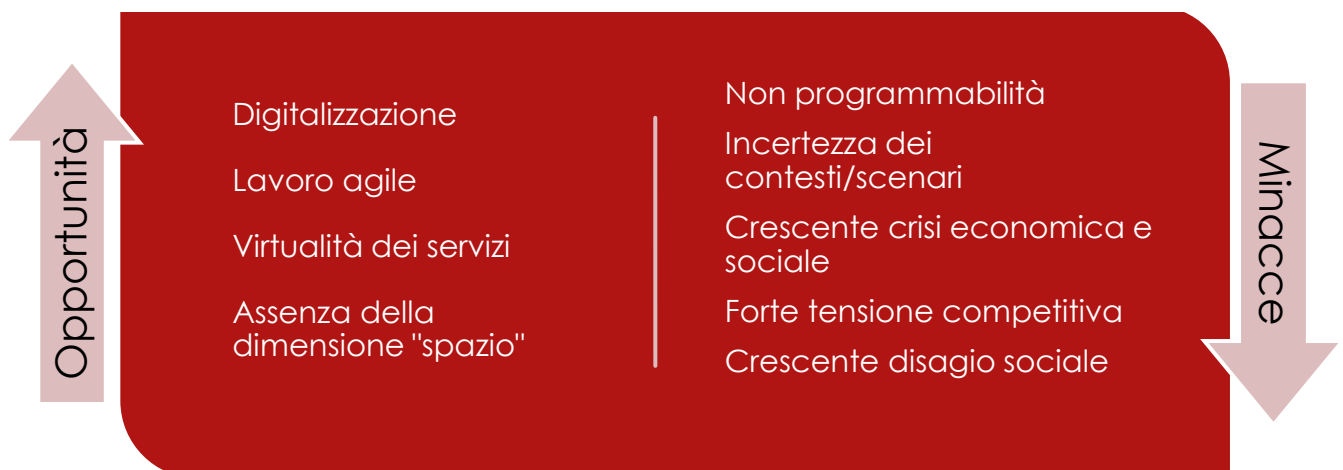 Opportunità
Digitalizzazione
Lavoro agile
Virtualità dei servizi
Assenza della
dimensione "spazio"
Non programmabilità
Incertezza dei
contesti/scenari
Crescente crisi economica e
sociale
Forte tensione competitiva
Crescente disagio sociale
Minacce